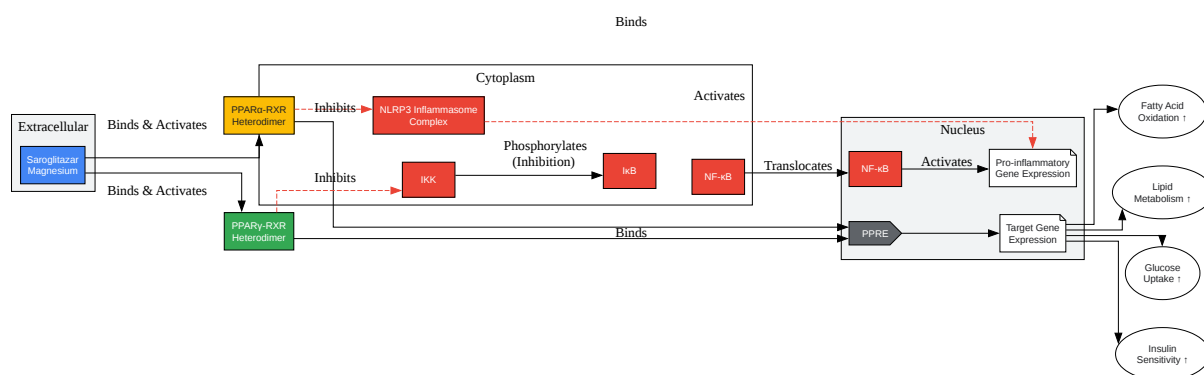 Binds
Cytoplasm
Extracellular
Saroglitazar
Magnesium
Binds & Activates
Binds & Activates
PPARα-RXR
Heterodimer
PPARγ-RXR
Heterodimer
Inhibits
Inhibits
NLRP3 Inflammasome
Complex
IKK
Phosphorylates
(Inhibition)
IκB
NF-κB
Activates
Translocates
Binds
Nucleus
NF-κB
Activates
Pro-inflammatory
Gene Expression
PPRE
Target Gene
Expression
Fatty Acid
Oxidation ↑
Lipid
Metabolism ↑
Glucose
Uptake ↑
Insulin
Sensitivity ↑